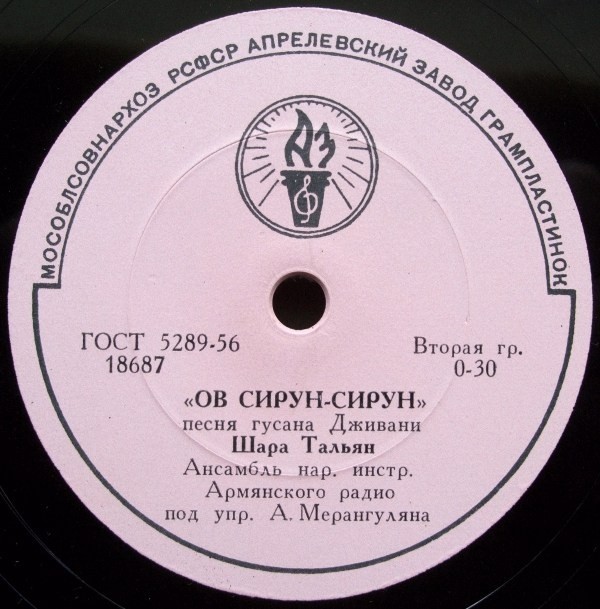 МОСОБЛСОВНАРХОЗ РСФСР АПРЕЛЕВСКИЙ ЗАВОД ГРАМПЛАСТИНОК
АЗ
ГОСТ 5289-56
18687
Вторая гр.
0-30
«ОВ СИРУН-СИРУН»
песня гусана Дживани
Шара Тальян
Ансамбль нар. инстр.
Армянского радио
под упр. А. Мерангуляна